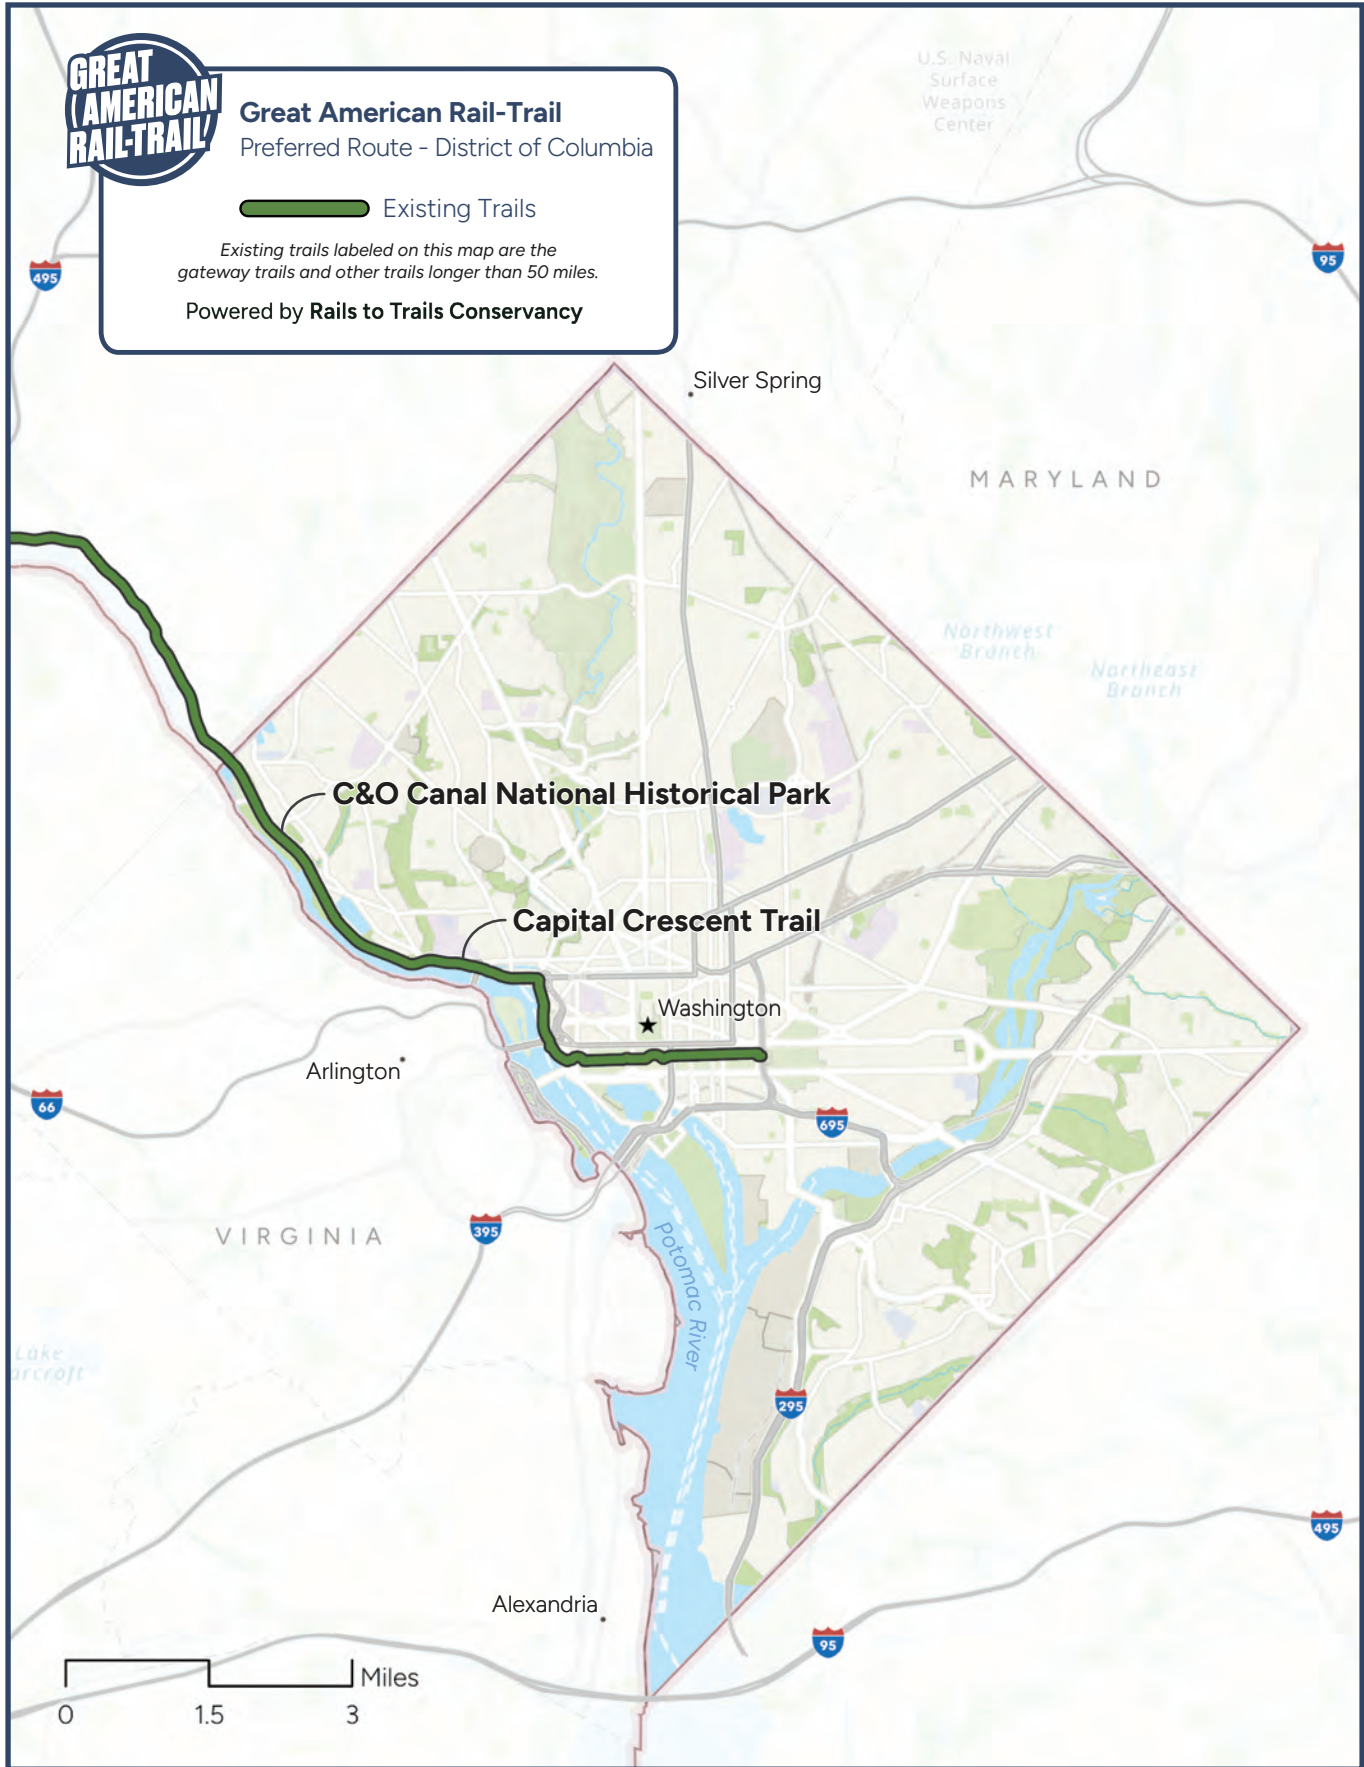 GREAT
AMERICAN
RAIL-TRAIL
Great American Rail-Trail
Preferred Route - District of Columbia
Existing Trails
Existing trails labeled on this map are the
gateway trails and other trails longer than 50 miles.
Powered by Rails to Trails Conservancy
U.S. Naval
Surface
Weapons
Center
495
95
Silver Spring
MARYLAND
Northwest
Branch
Northeast
Branch
C&O Canal National Historical Park
Capital Crescent Trail
Washington
Arlington
66
695
VIRGINIA
395
Potomac River
Lake
arcroft
295
495
Alexandria
95
Miles
0
1.5
3